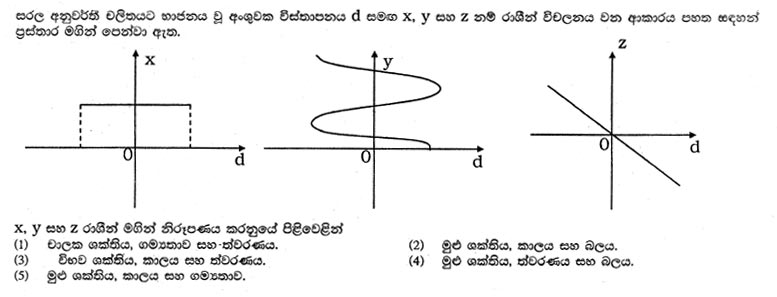 සරල අනුවර්තී චලිතයට භාජනය වූ අංශුවක විස්තාපනය d සමඟ x, y සහ z නම් රාශීන් විචලනය වන ආකාරය පහත සඳහන්
ප්‍රස්තාර මගින් පෙන්වා ඇත.
x y z
0 d 0 d 0 d
x, y සහ z රාශීන් මගින් නිරූපණය කරනුයේ පිළිවෙළින්
(1) චාලක ශක්තිය, ගම්‍යතාව සහ ත්වරණය. (2) මුළු ශක්තිය, කාලය සහ බලය.
(3) විභව ශක්තිය, කාලය සහ ත්වරණය. (4) මුළු ශක්තිය, ත්වරණය සහ බලය.
(5) මුළු ශක්තිය, කාලය සහ ගම්‍යතාව.